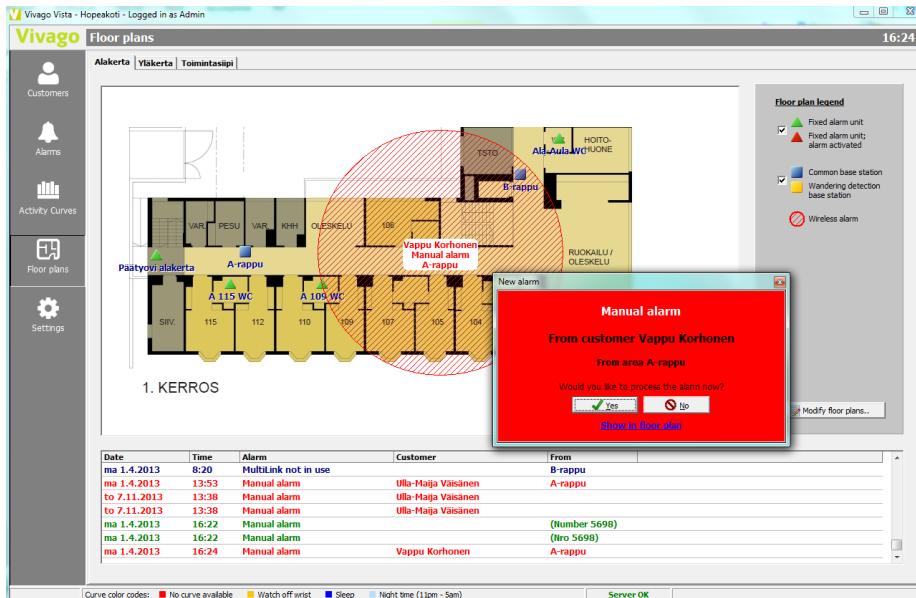 Vivago Vista - Hopeakoti - Logged in as Admin
Vivago
Floor plans
16:24
Alakerta
Yläkerta
Toimintasiipi
Customers
Alarms
Activity Curves
Floor plans
Settings
TSTO
Ala-Aula WC
HOITO-
HUONE
B-rappu
VAR.
PESU
VAR.
KHH
OLESKELU
106
Vappu Korhonen
Manual alarm
A-rappu
RUOKAILU /
OLESKELU
Päätyovi alakerta
A-rappu
A 115 WC
A 109 WC
SIIV.
115
112
110
109
107
105
104
1. KERROS
Floor plan legend
Fixed alarm unit
Fixed alarm unit;
alarm activated
Common base station
Wandering detection
base station
Wireless alarm
Modify floor plans..
New alarm
Manual alarm
From customer Vappu Korhonen
From area A-rappu
Would you like to process the alarm now?
Yes
No
Show in floor plan
Date Time Alarm Customer From
ma 1.4.2013 8:20 MultiLink not in use B-rappu
ma 1.4.2013 13:53 Manual alarm Ulla-Maija Väisänen A-rappu
to 7.11.2013 13:38 Manual alarm Ulla-Maija Väisänen
to 7.11.2013 13:38 Manual alarm Ulla-Maija Väisänen
ma 1.4.2013 16:22 Manual alarm (Number 5698)
ma 1.4.2013 16:22 Manual alarm (Nro 5698)
ma 1.4.2013 16:24 Manual alarm Vappu Korhonen A-rappu
Curve color codes: No curve available Watch off wrist Sleep Night time (11pm - 5am) Server OK